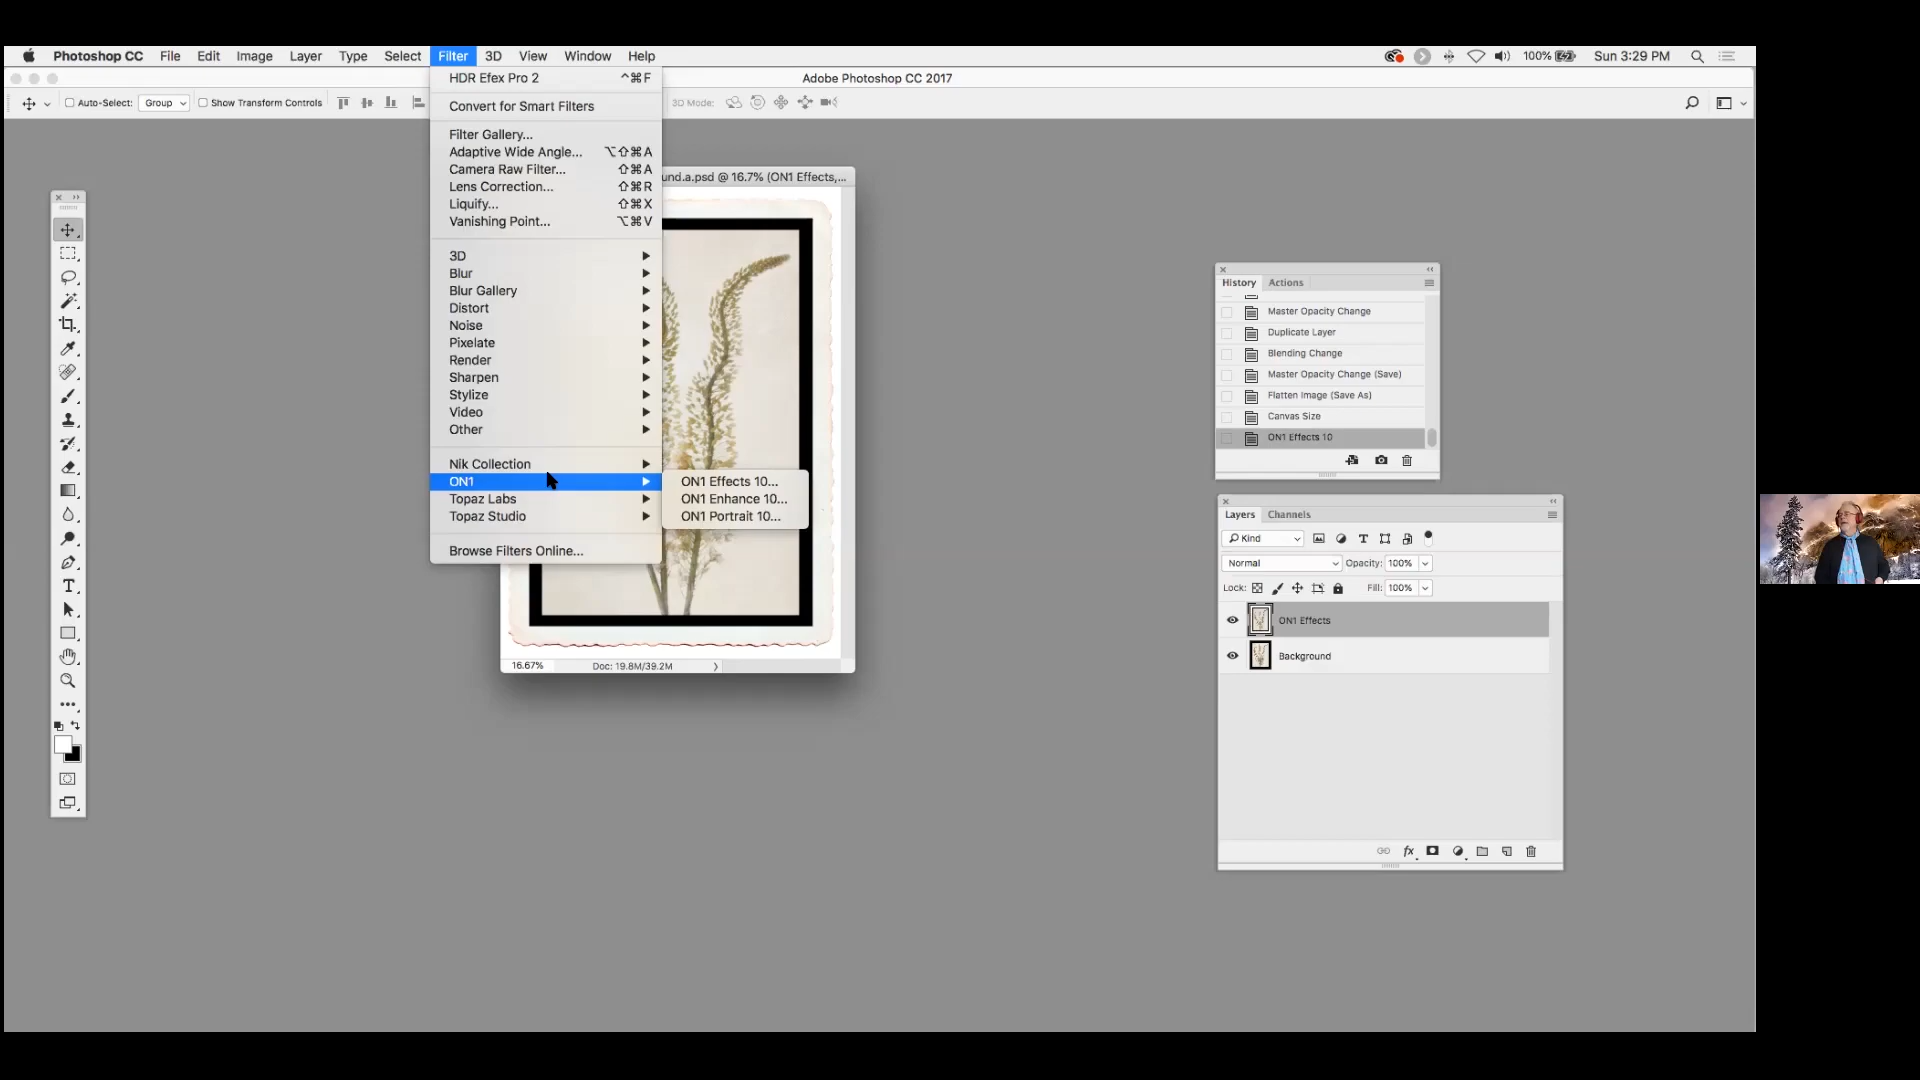 Photoshop CC File Edit Image Layer Type Select Filter 3D View Window Help 100% Sun 3:29 PM
Adobe Photoshop CC 2017
Auto-Select: Group Show Transform Controls 3D Mode:
HDR Efex Pro 2 ^⌘F
Convert for Smart Filters
Filter Gallery...
Adaptive Wide Angle... ⌥⇧⌘A
Camera Raw Filter... ⇧⌘A
Lens Correction... ⇧⌘R
Liquify... ⇧⌘X
Vanishing Point... ⌥⌘V
3D
Blur
Blur Gallery
Distort
Noise
Pixelate
Render
Sharpen
Stylize
Video
Other
Nik Collection
ON1
Topaz Labs
Topaz Studio
Browse Filters Online...
ON1 Effects 10...
ON1 Enhance 10...
ON1 Portrait 10...
und.a.psd @ 16.7% (ON1 Effects,...
16.67% Doc: 19.8M/39.2M
History Actions
Master Opacity Change
Duplicate Layer
Blending Change
Master Opacity Change (Save)
Flatten Image (Save As)
Canvas Size
ON1 Effects 10
Layers Channels
Kind
Normal Opacity: 100%
Lock: Fill: 100%
ON1 Effects
Background
fx